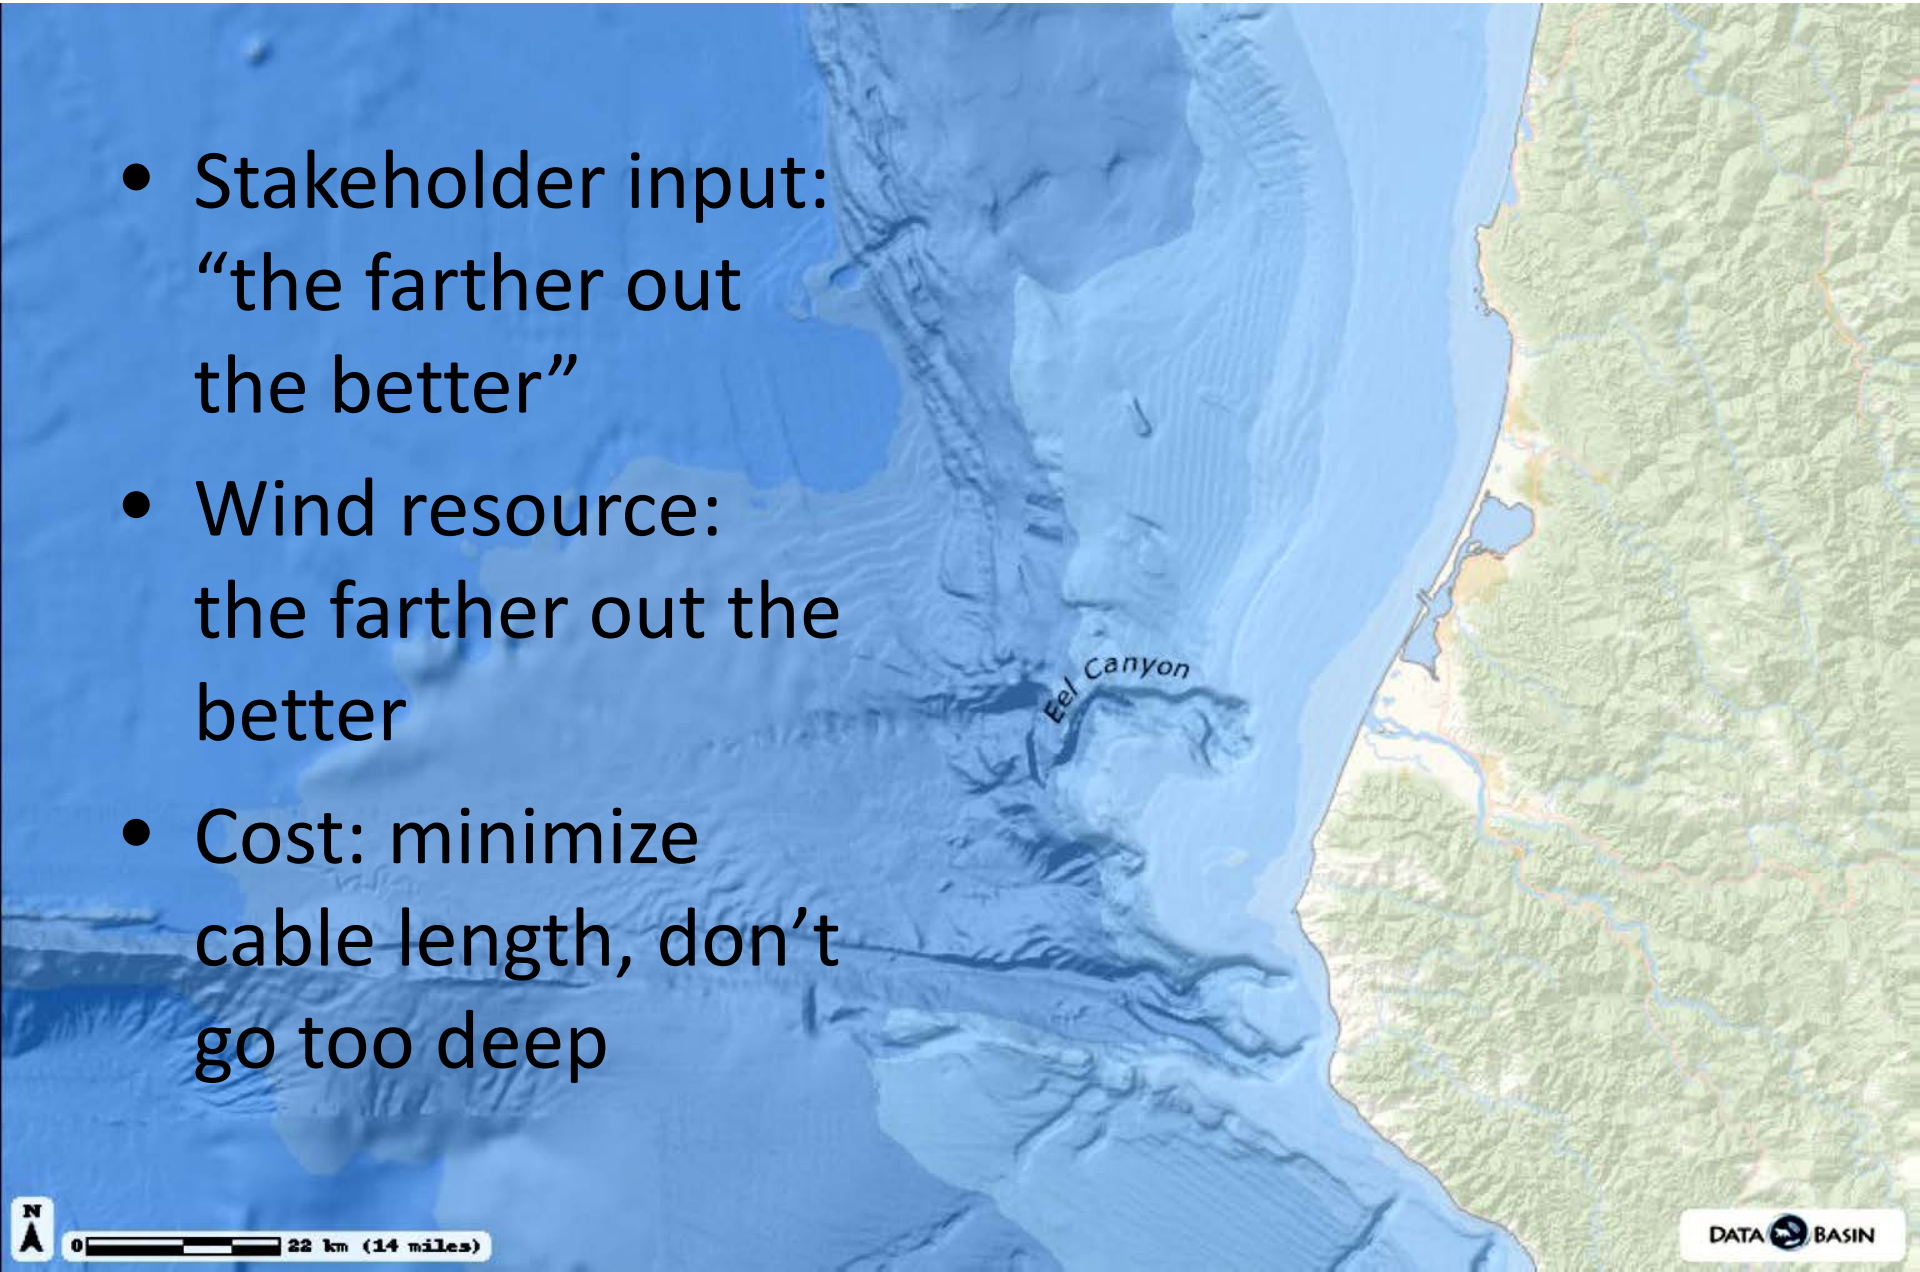 • Stakeholder input:
“the farther out
the better”
• Wind resource:
the farther out the
better
• Cost: minimize
cable length, don’t
go too deep
Eel Canyon
N
0 22 km (14 miles)
DATA BASIN